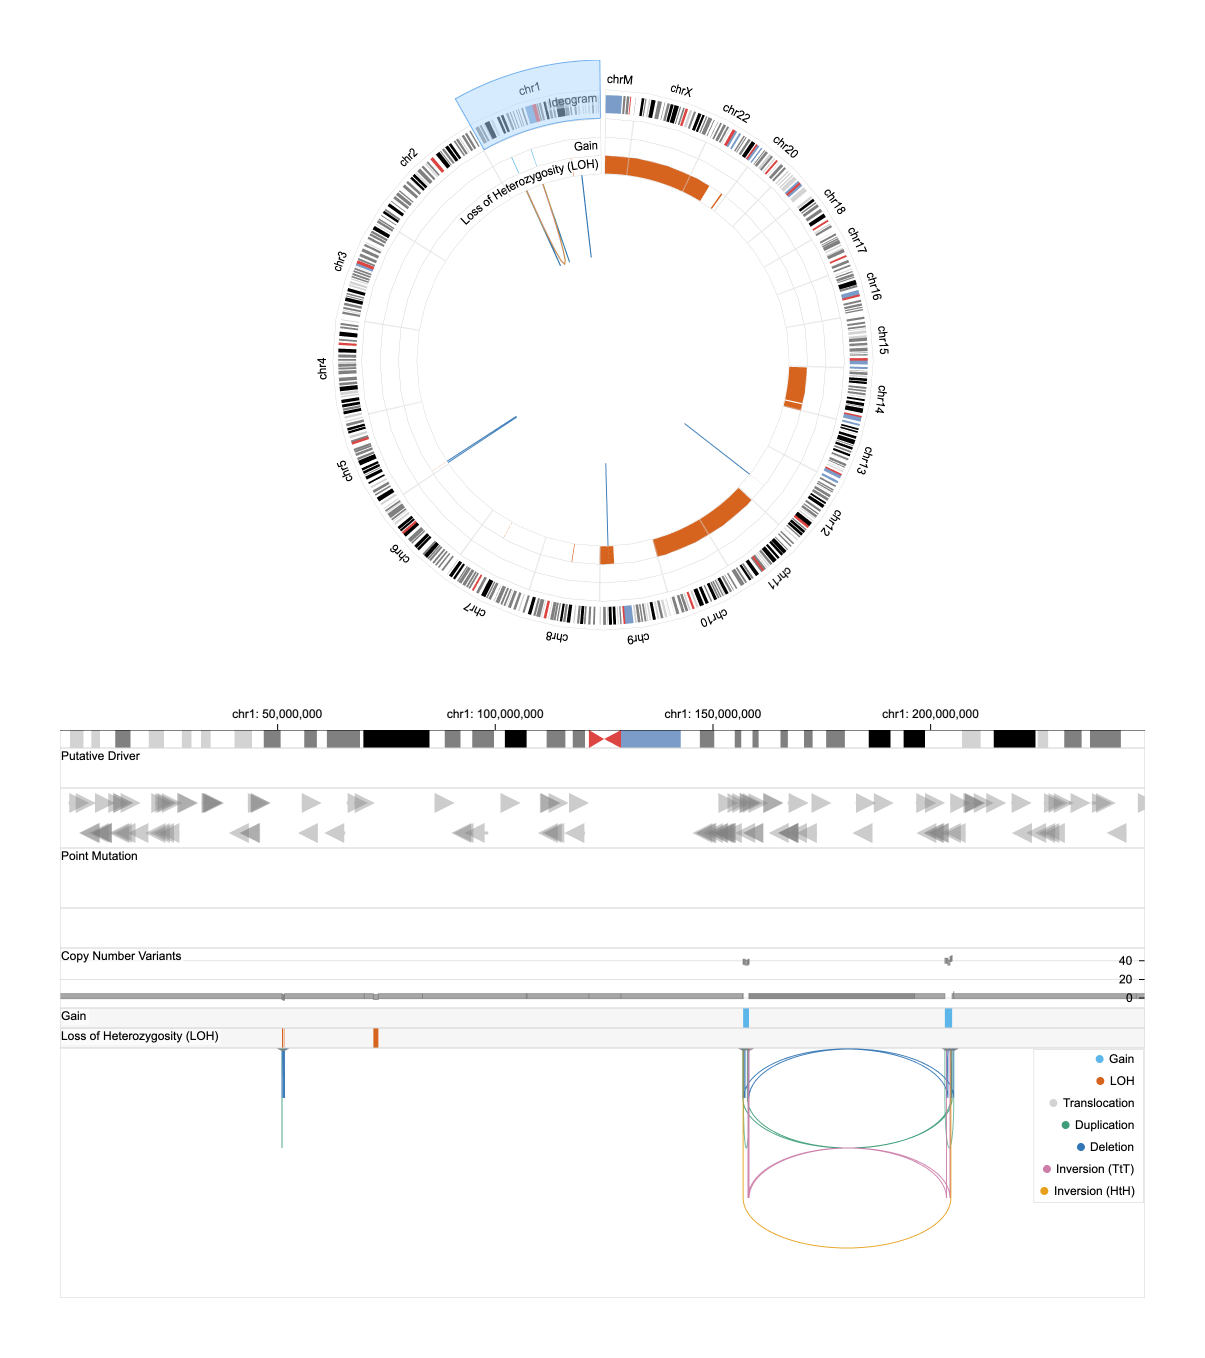 chr1
Ideogram
Gain
Loss of Heterozygosity (LOH)
chrM
chrX
chr22
chr20
chr18
chr17
chr16
chr15
chr14
chr13
chr12
chr11
chr10
chr9
chr8
chr7
chr6
chr5
chr4
chr3
chr2
chr1: 50,000,000
chr1: 100,000,000
chr1: 150,000,000
chr1: 200,000,000
Putative Driver
Point Mutation
Copy Number Variants
40
20
0
Gain
Loss of Heterozygosity (LOH)
Gain
LOH
Translocation
Duplication
Deletion
Inversion (TtT)
Inversion (HtH)